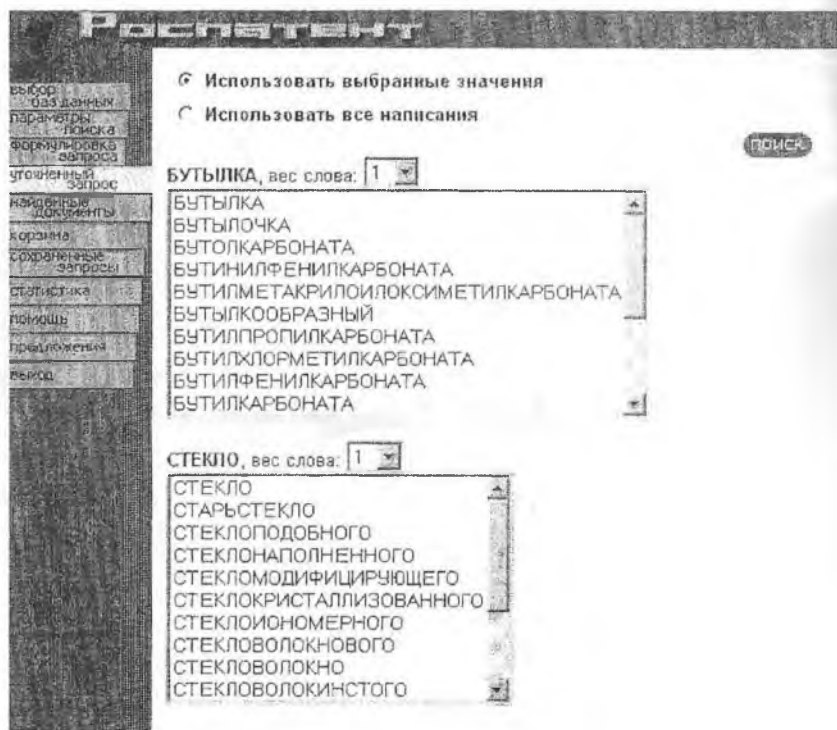 Роспатент
выбор
баз данных
параметры
поиска
формулировка
запроса
уточненный
запрос
найденные
документы
корзина
сохраненные
запросы
статистика
помощь
предложения
выход
Использовать выбранные значения
Использовать все написания
поиск
БУТЫЛКА, вес слова: 1
БУТЫЛКА
БУТЫЛОЧКА
БУТОЛКАРБОНАТА
БУТИНИЛФЕНИЛКАРБОНАТА
БУТИЛМЕТАКРИЛОИЛОКСИМЕТИЛКАРБОНАТА
БУТЫЛКООБРАЗНЫЙ
БУТИЛПРОПИЛКАРБОНАТА
БУТИЛХЛОРМЕТИЛКАРБОНАТА
БУТИЛФЕНИЛКАРБОНАТА
БУТИЛКАРБОНАТА
СТЕКЛО, вес слова: 1
СТЕКЛО
СТАРЬСТЕКЛО
СТЕКЛОПОДОБНОГО
СТЕКЛОНАПОЛНЕННОГО
СТЕКЛОМОДИФИЦИРУЮЩЕГО
СТЕКЛОКРИСТАЛЛИЗОВАННОГО
СТЕКЛОИОНОМЕРНОГО
СТЕКЛОВОЛОКНОВОГО
СТЕКЛОВОЛОКНО
СТЕКЛОВОЛОКИНСТОГО